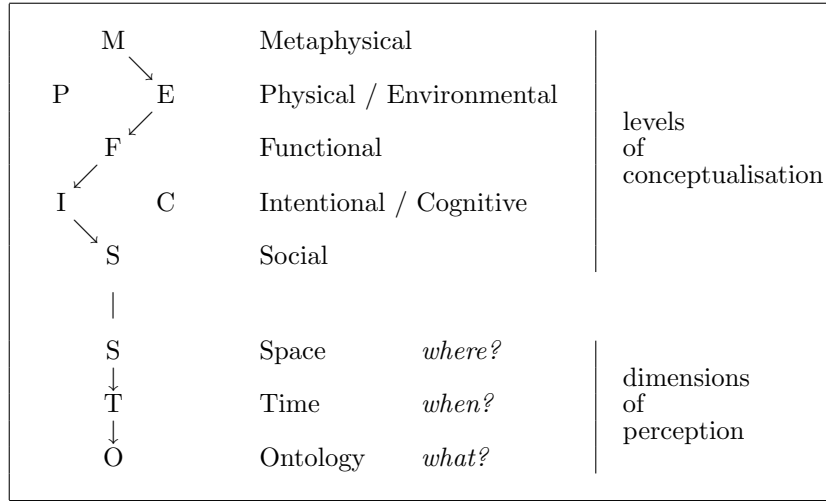 M Metaphysical
P E Physical / Environmental
levels
F Functional
of
conceptualisation
I C Intentional / Cognitive
S Social
S Space where?
dimensions
T Time when?
of
perception
O Ontology what?